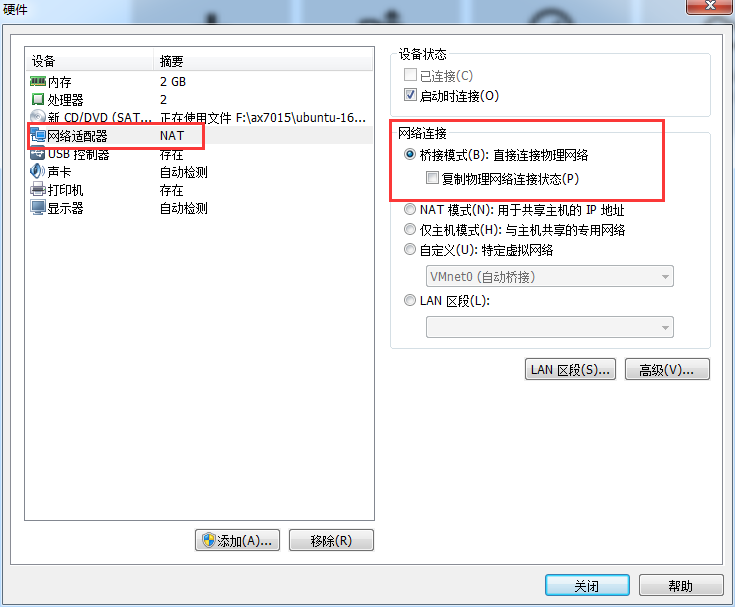 硬件
设备 摘要
内存 2 GB
处理器 2
新 CD/DVD (SAT... 正在使用文件 F:\ax7015\ubuntu-16...
网络适配器 NAT
USB 控制器 存在
声卡 自动检测
打印机 存在
显示器 自动检测
添加(A)... 移除(R)
设备状态
已连接(C)
启动时连接(O)
网络连接
桥接模式(B): 直接连接物理网络
复制物理网络连接状态(P)
NAT 模式(N): 用于共享主机的 IP 地址
仅主机模式(H): 与主机共享的专用网络
自定义(U): 特定虚拟网络
VMnet0 (自动桥接)
LAN 区段(L):
LAN 区段(S)... 高级(V)...
关闭 帮助